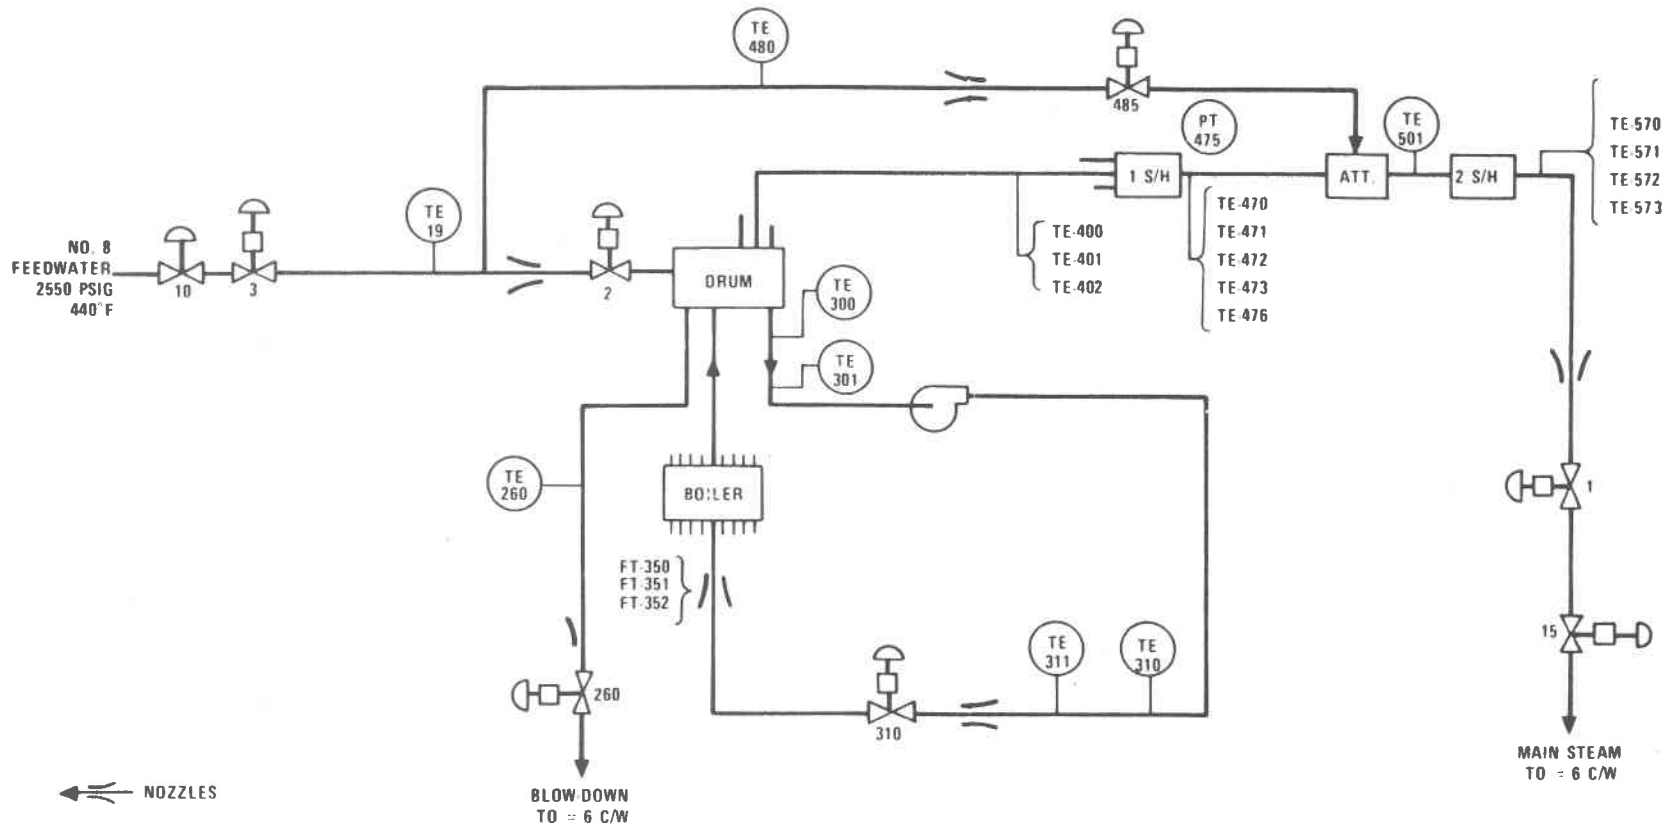 TE
480
485
PT
475
TE
501
TE-570
TE-571
TE-572
TE-573
1 S/H
ATT.
2 S/H
TE
19
TE-470
TE-471
TE-472
TE-473
TE-476
TE-400
TE-401
TE-402
NO. 8
FEEDWATER
2550 PSIG
440°F
10
3
2
DRUM
TE
300
TE
301
TE
260
BOILER
1
FT-350
FT-351
FT-352
15
TE
311
TE
310
260
310
MAIN STEAM
TO = 6 C/W
NOZZLES
BLOW-DOWN
TO = 6 C/W